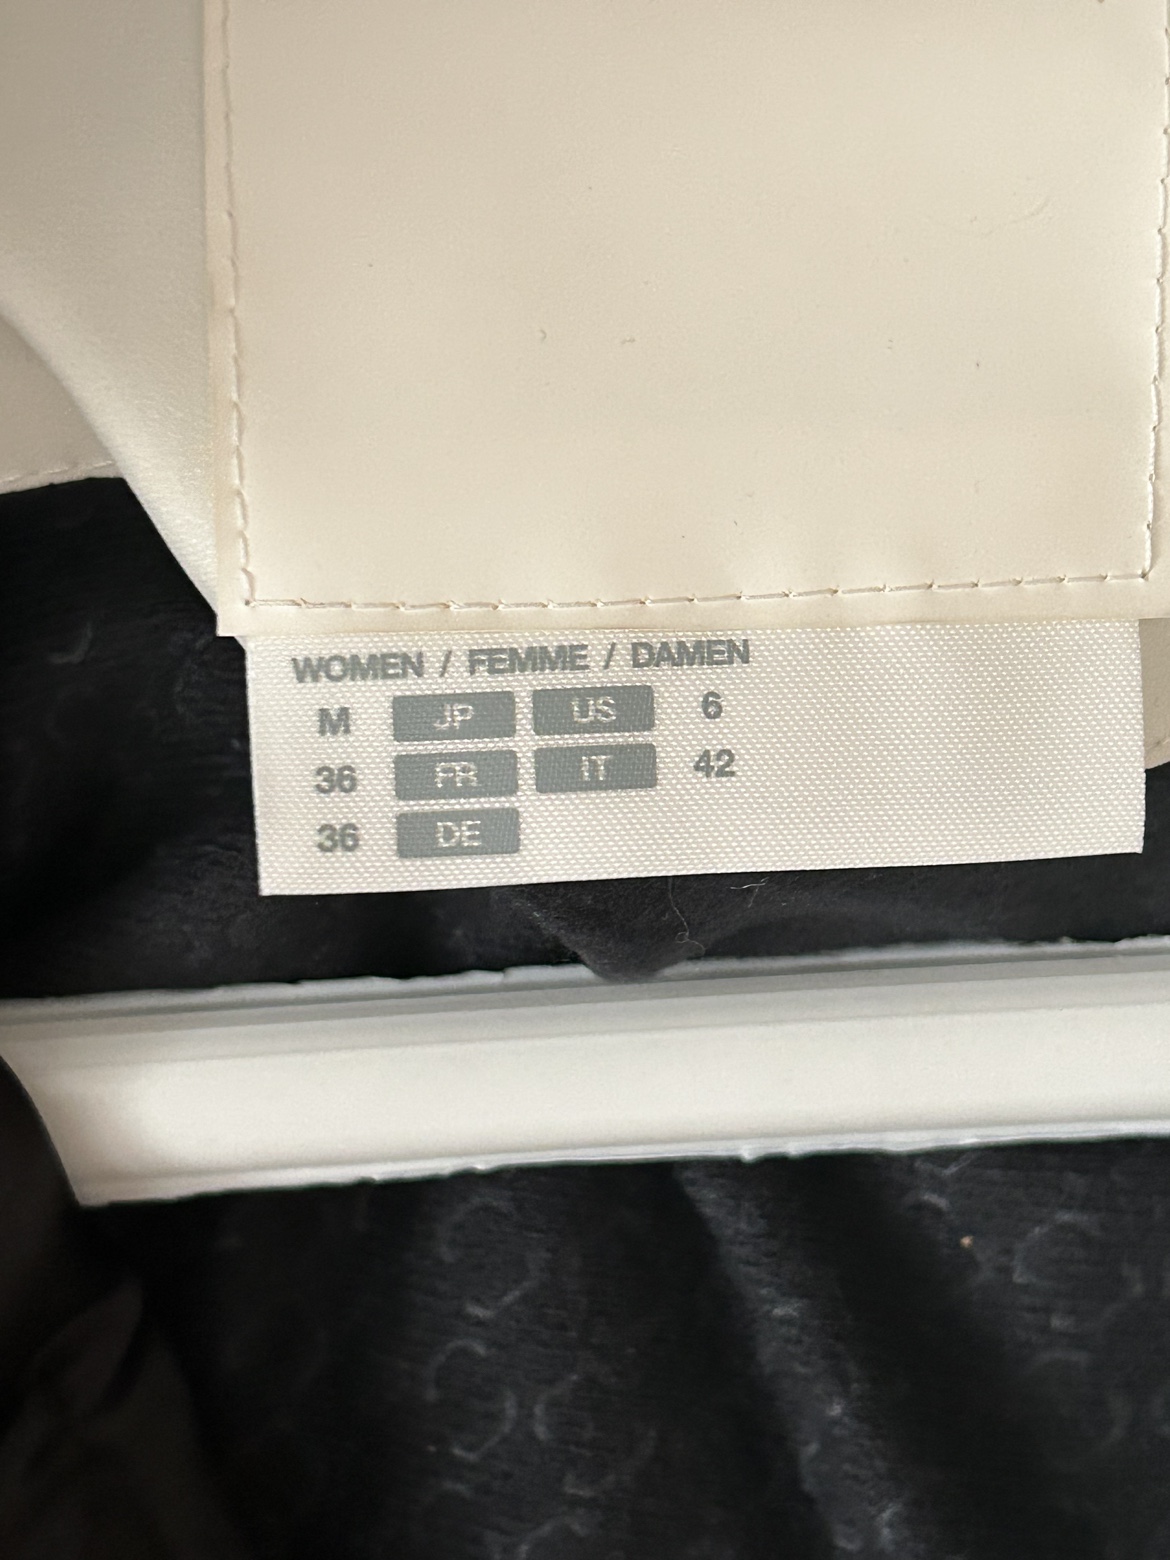 WOMEN / FEMME / DAMEN
M JP US 6
36 FR IT 42
36 DE